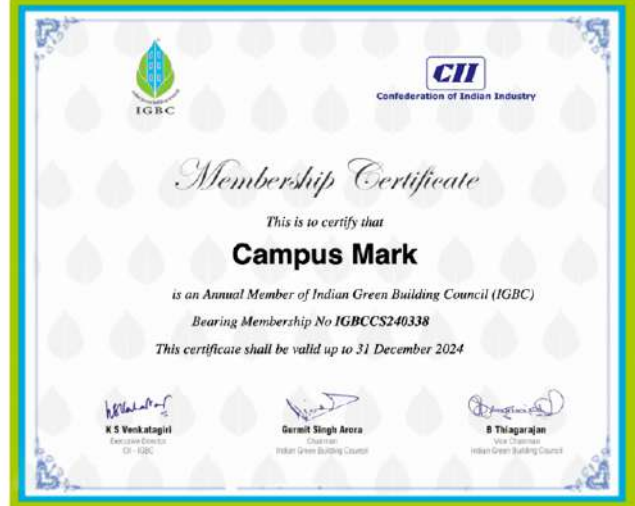 IGBC
CII
Confederation of Indian Industry
Membership Certificate
This is to certify that
Campus Mark
is an Annual Member of Indian Green Building Council (IGBC)
Bearing Membership No IGBCCS240338
This certificate shall be valid up to 31 December 2024
K S Venkatagiri
Executive Director
CII - IGBC
Gurmit Singh Arora
Chairman
Indian Green Building Council
B Thiagarajan
Vice Chairman
Indian Green Building Council